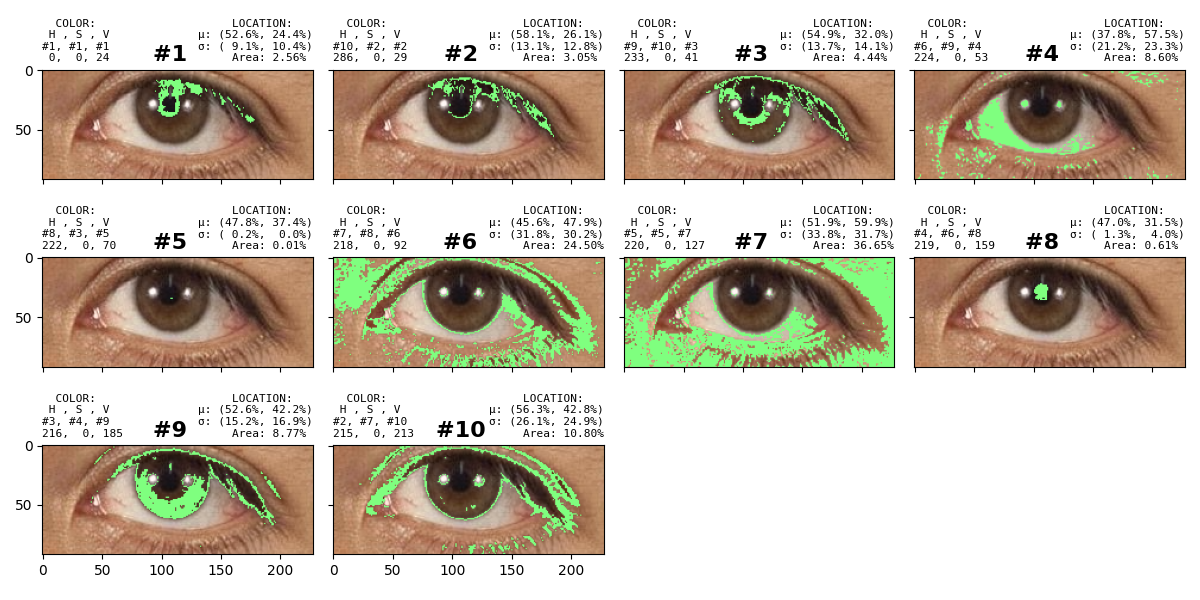 COLOR: LOCATION:
H , S , V μ: (52.6%, 24.4%)
#1, #1, #1 #1 σ: ( 9.1%, 10.4%)
0, 0, 24 Area: 2.56%
COLOR: LOCATION:
H , S , V μ: (58.1%, 26.1%)
#10, #2, #2 #2 σ: (13.1%, 12.8%)
286, 0, 29 Area: 3.05%
COLOR: LOCATION:
H , S , V μ: (54.9%, 32.0%)
#9, #10, #3 #3 σ: (13.7%, 14.1%)
233, 0, 41 Area: 4.44%
COLOR: LOCATION:
H , S , V μ: (37.8%, 57.5%)
#6, #9, #4 #4 σ: (21.2%, 23.3%)
224, 0, 53 Area: 8.60%
0
50
COLOR: LOCATION:
H , S , V μ: (47.8%, 37.4%)
#8, #3, #5 #5 σ: ( 0.2%, 0.0%)
222, 0, 70 Area: 0.01%
COLOR: LOCATION:
H , S , V μ: (45.6%, 47.9%)
#7, #8, #6 #6 σ: (31.8%, 30.2%)
218, 0, 92 Area: 24.50%
COLOR: LOCATION:
H , S , V μ: (51.9%, 59.9%)
#5, #5, #7 #7 σ: (33.8%, 31.7%)
220, 0, 127 Area: 36.65%
COLOR: LOCATION:
H , S , V μ: (47.0%, 31.5%)
#4, #6, #8 #8 σ: ( 1.3%, 4.0%)
219, 0, 159 Area: 0.61%
0
50
COLOR: LOCATION:
H , S , V μ: (52.6%, 42.2%)
#3, #4, #9 #9 σ: (15.2%, 16.9%)
216, 0, 185 Area: 8.77%
COLOR: LOCATION:
H , S , V μ: (56.3%, 42.8%)
#2, #7, #10 #10 σ: (26.1%, 24.9%)
215, 0, 213 Area: 10.80%
0
50
0 50 100 150 200
0 50 100 150 200